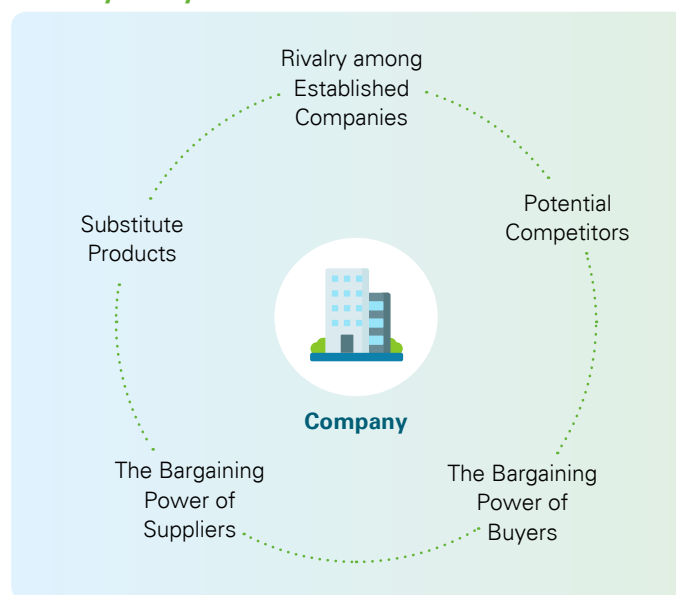 Rivalry among
Established
Companies
Potential
Competitors
Substitute
Products
Company
The Bargaining
Power of
Suppliers
The Bargaining
Power of
Buyers